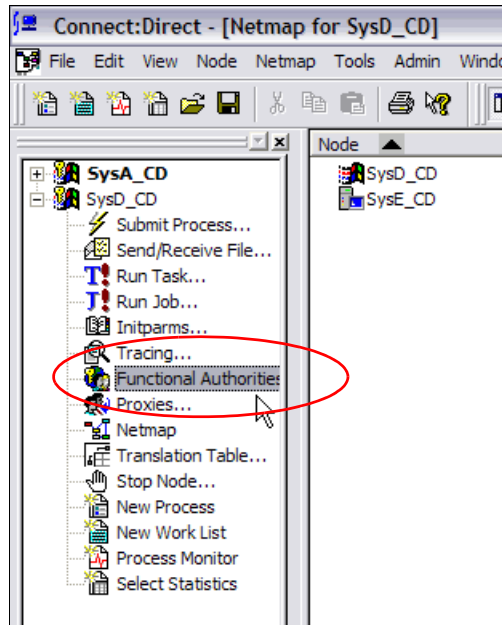 Connect:Direct - [Netmap for SysD_CD]
File Edit View Node Netmap Tools Admin Windo
Node
SysA_CD
SysD_CD
Submit Process...
Send/Receive File...
Run Task...
Run Job...
Initparms...
Tracing...
Functional Authorities
Proxies...
Netmap
Translation Table...
Stop Node...
New Process
New Work List
Process Monitor
Select Statistics
SysD_CD
SysE_CD